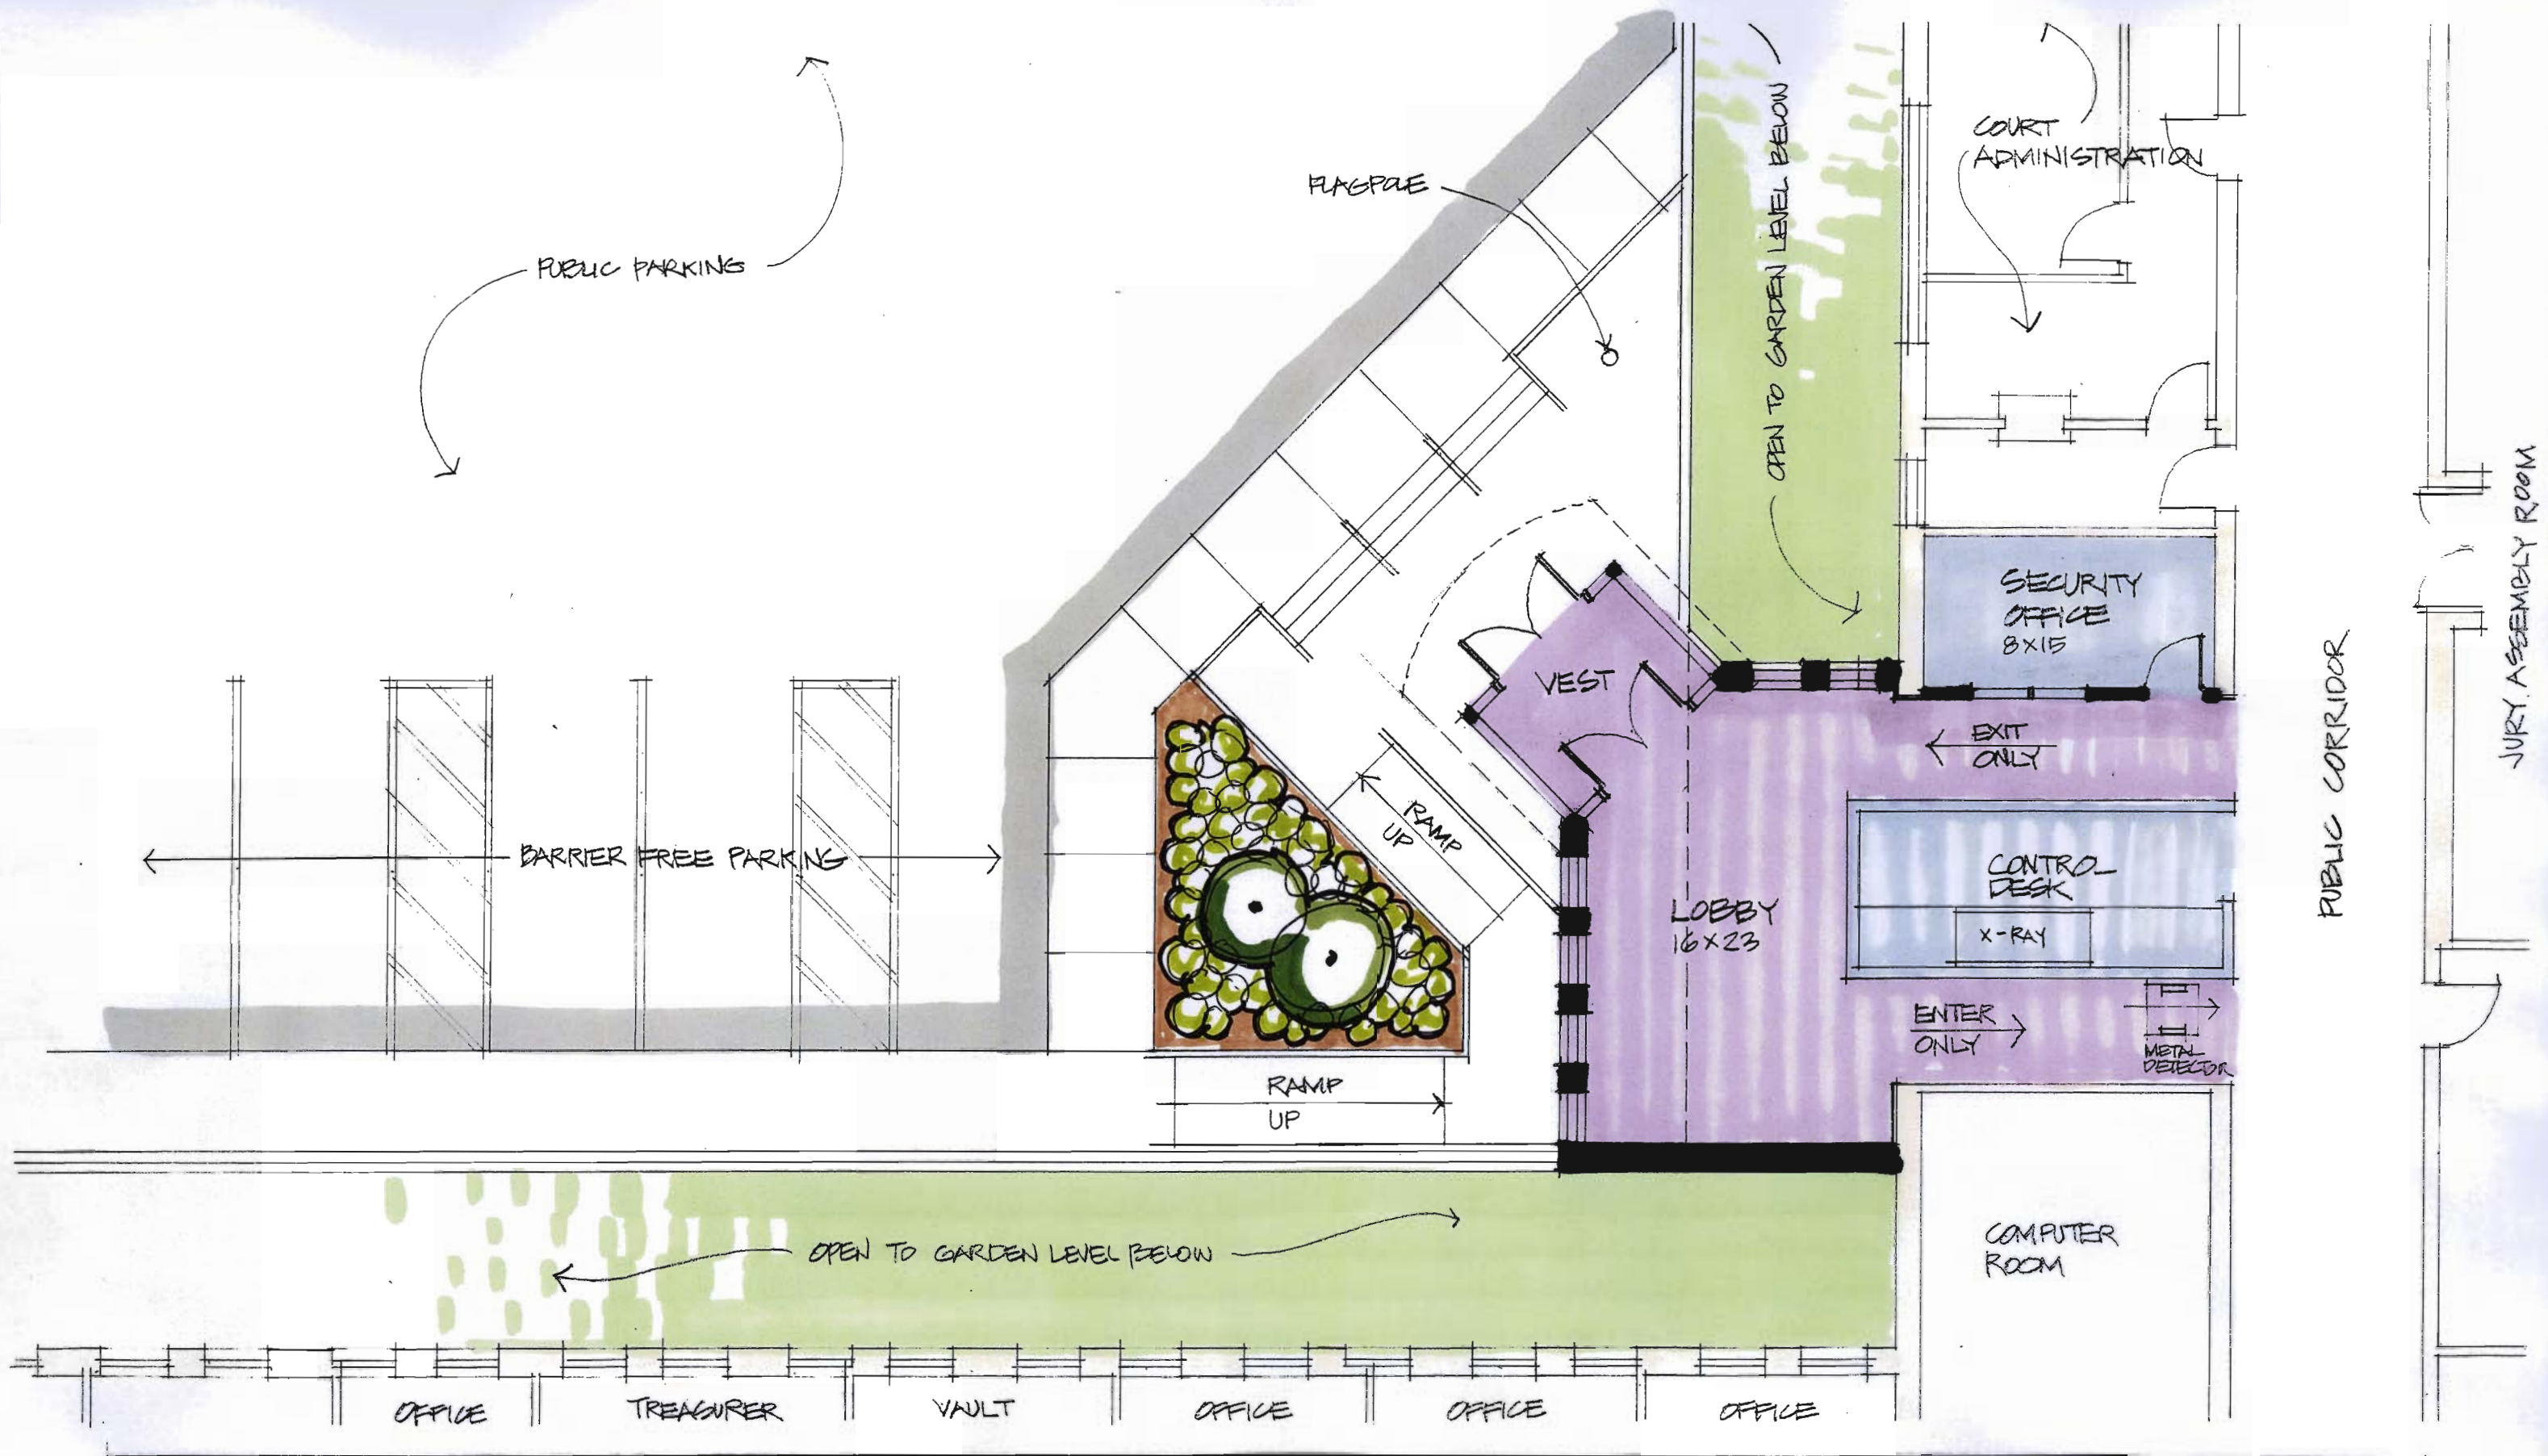 COURT
ADMINISTRATION
FLAGPOLE
OPEN TO GARDEN LEVEL BELOW
PUBLIC PARKING
SECURITY
OFFICE
8X15
JURY ASSEMBLY ROOM
PUBLIC CORRIDOR
VEST
EXIT
ONLY
RAMP
UP
BARRIER FREE PARKING
CONTROL
DESK
X-RAY
LOBBY
16X23
ENTER
ONLY
METAL
DETECTOR
RAMP
UP
OPEN TO GARDEN LEVEL BELOW
COMPUTER
ROOM
OFFICE
TREASURER
VAULT
OFFICE
OFFICE
OFFICE